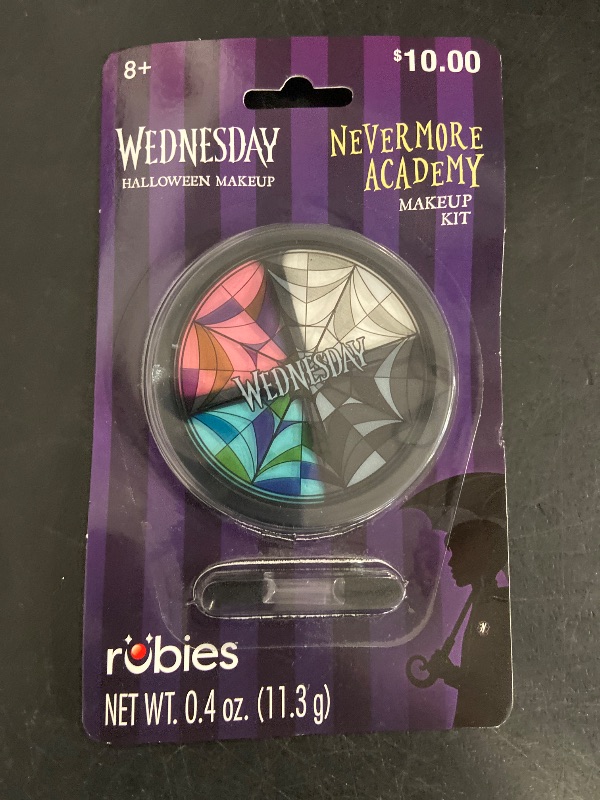 8+
$10.00
WEDNESDAY
HALLOWEEN MAKEUP
NEVERMORE
ACADEMY
MAKEUP
KIT
WEDNESDAY
rubies
NET WT. 0.4 oz. (11.3 g)